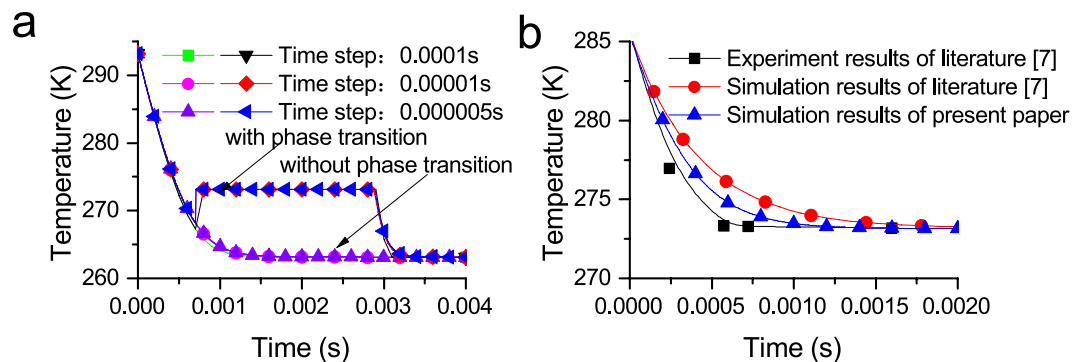 a
Temperature (K)
290
280
270
260
0.000
0.001
0.002
0.003
0.004
Time (s)
Time step：0.0001s
Time step：0.00001s
Time step：0.000005s
with phase transition
without phase transition
b
Temperature (K)
285
280
275
270
0.0000
0.0005
0.0010
0.0015
0.0020
Time (s)
Experiment results of literature [7]
Simulation results of literature [7]
Simulation results of present paper